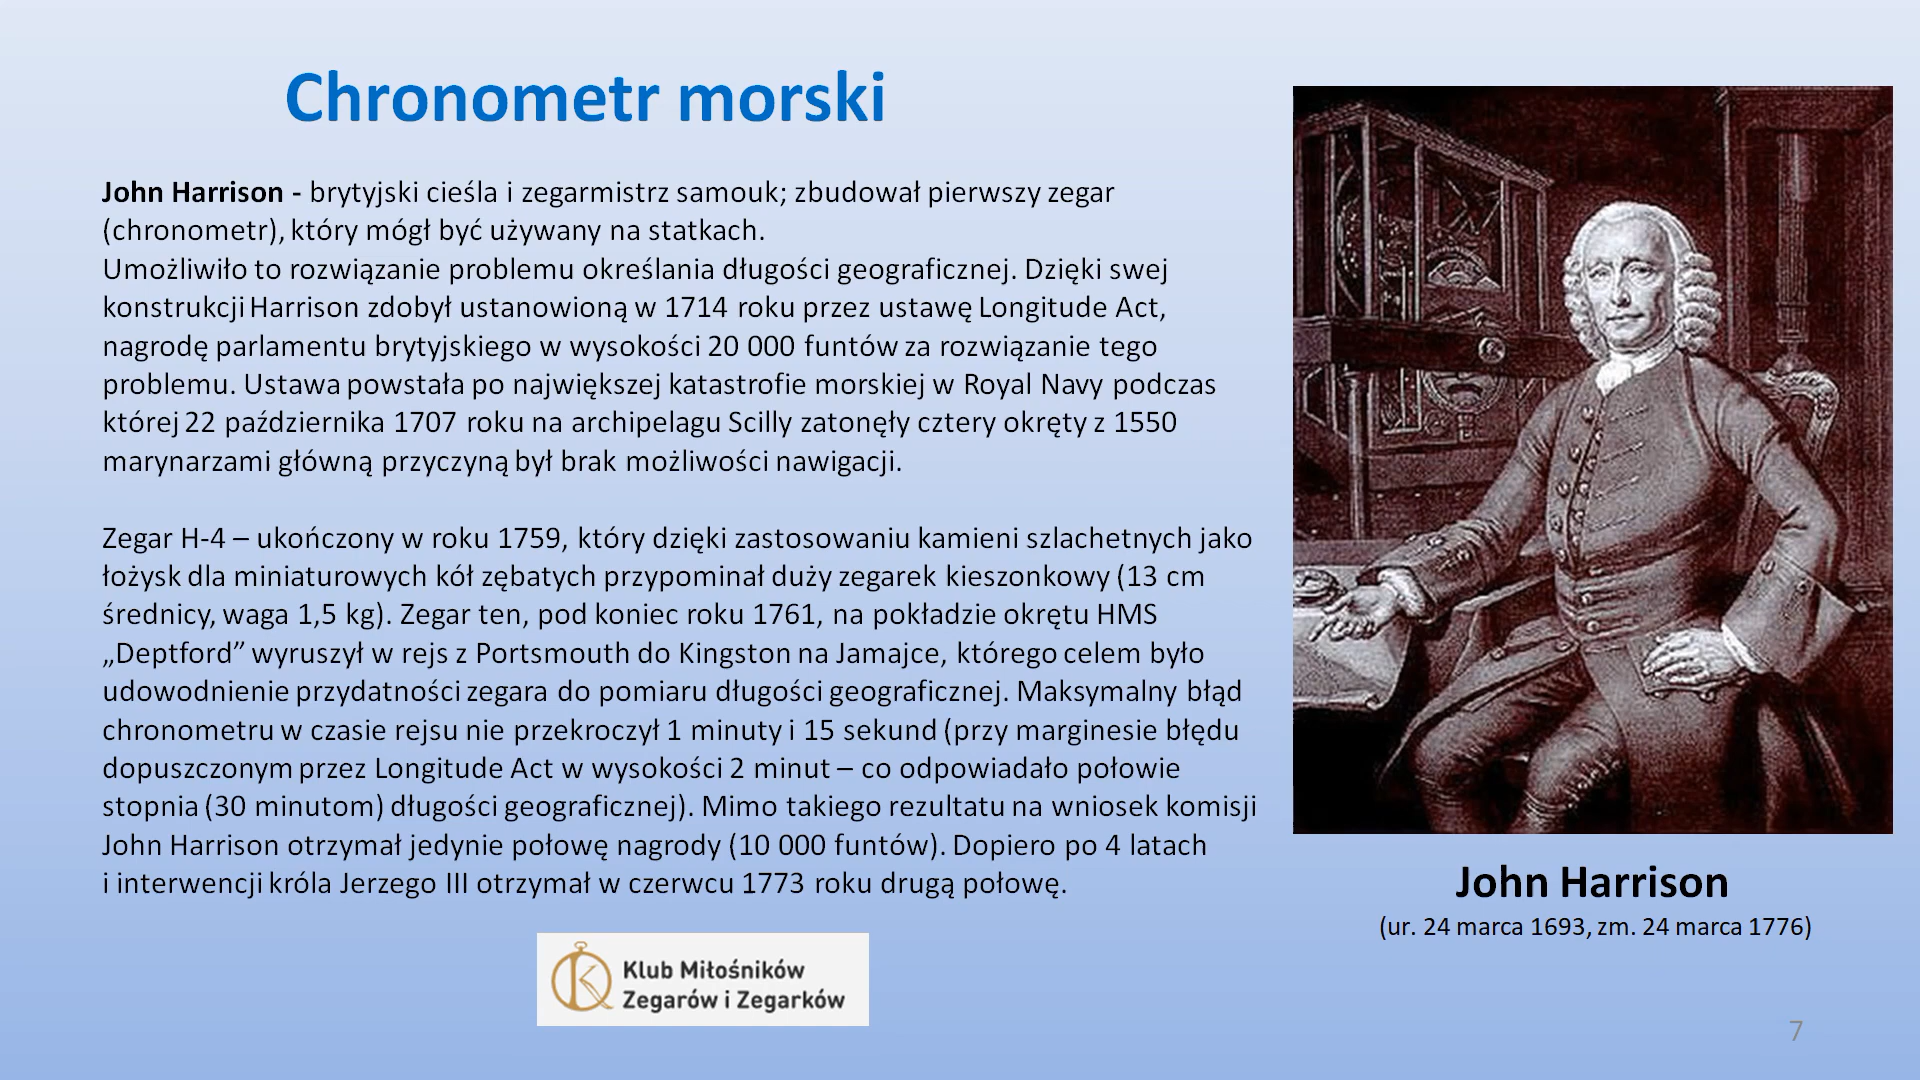 Chronometr morski
John Harrison - brytyjski cieśla i zegarmistrz samouk; zbudował pierwszy zegar
(chronometr), który mógł być używany na statkach.
Umożliwiło to rozwiązanie problemu określania długości geograficznej. Dzięki swej
konstrukcji Harrison zdobył ustanowioną w 1714 roku przez ustawę Longitude Act,
nagrodę parlamentu brytyjskiego w wysokości 20 000 funtów za rozwiązanie tego
problemu. Ustawa powstała po największej katastrofie morskiej w Royal Navy podczas
której 22 października 1707 roku na archipelagu Scilly zatonęły cztery okręty z 1550
marynarzami główną przyczyną był brak możliwości nawigacji.
Zegar H-4 – ukończony w roku 1759, który dzięki zastosowaniu kamieni szlachetnych jako
łożysk dla miniaturowych kół zębatych przypominał duży zegarek kieszonkowy (13 cm
średnicy, waga 1,5 kg). Zegar ten, pod koniec roku 1761, na pokładzie okrętu HMS
„Deptford” wyruszył w rejs z Portsmouth do Kingston na Jamajce, którego celem było
udowodnienie przydatności zegara do pomiaru długości geograficznej. Maksymalny błąd
chronometru w czasie rejsu nie przekroczył 1 minuty i 15 sekund (przy marginesie błędu
dopuszczonym przez Longitude Act w wysokości 2 minut – co odpowiadało połowie
stopnia (30 minutom) długości geograficznej). Mimo takiego rezultatu na wniosek komisji
John Harrison otrzymał jedynie połowę nagrody (10 000 funtów). Dopiero po 4 latach
i interwencji króla Jerzego III otrzymał w czerwcu 1773 roku drugą połowę.
John Harrison
(ur. 24 marca 1693, zm. 24 marca 1776)
Klub Miłośników
Zegarów i Zegarków
7